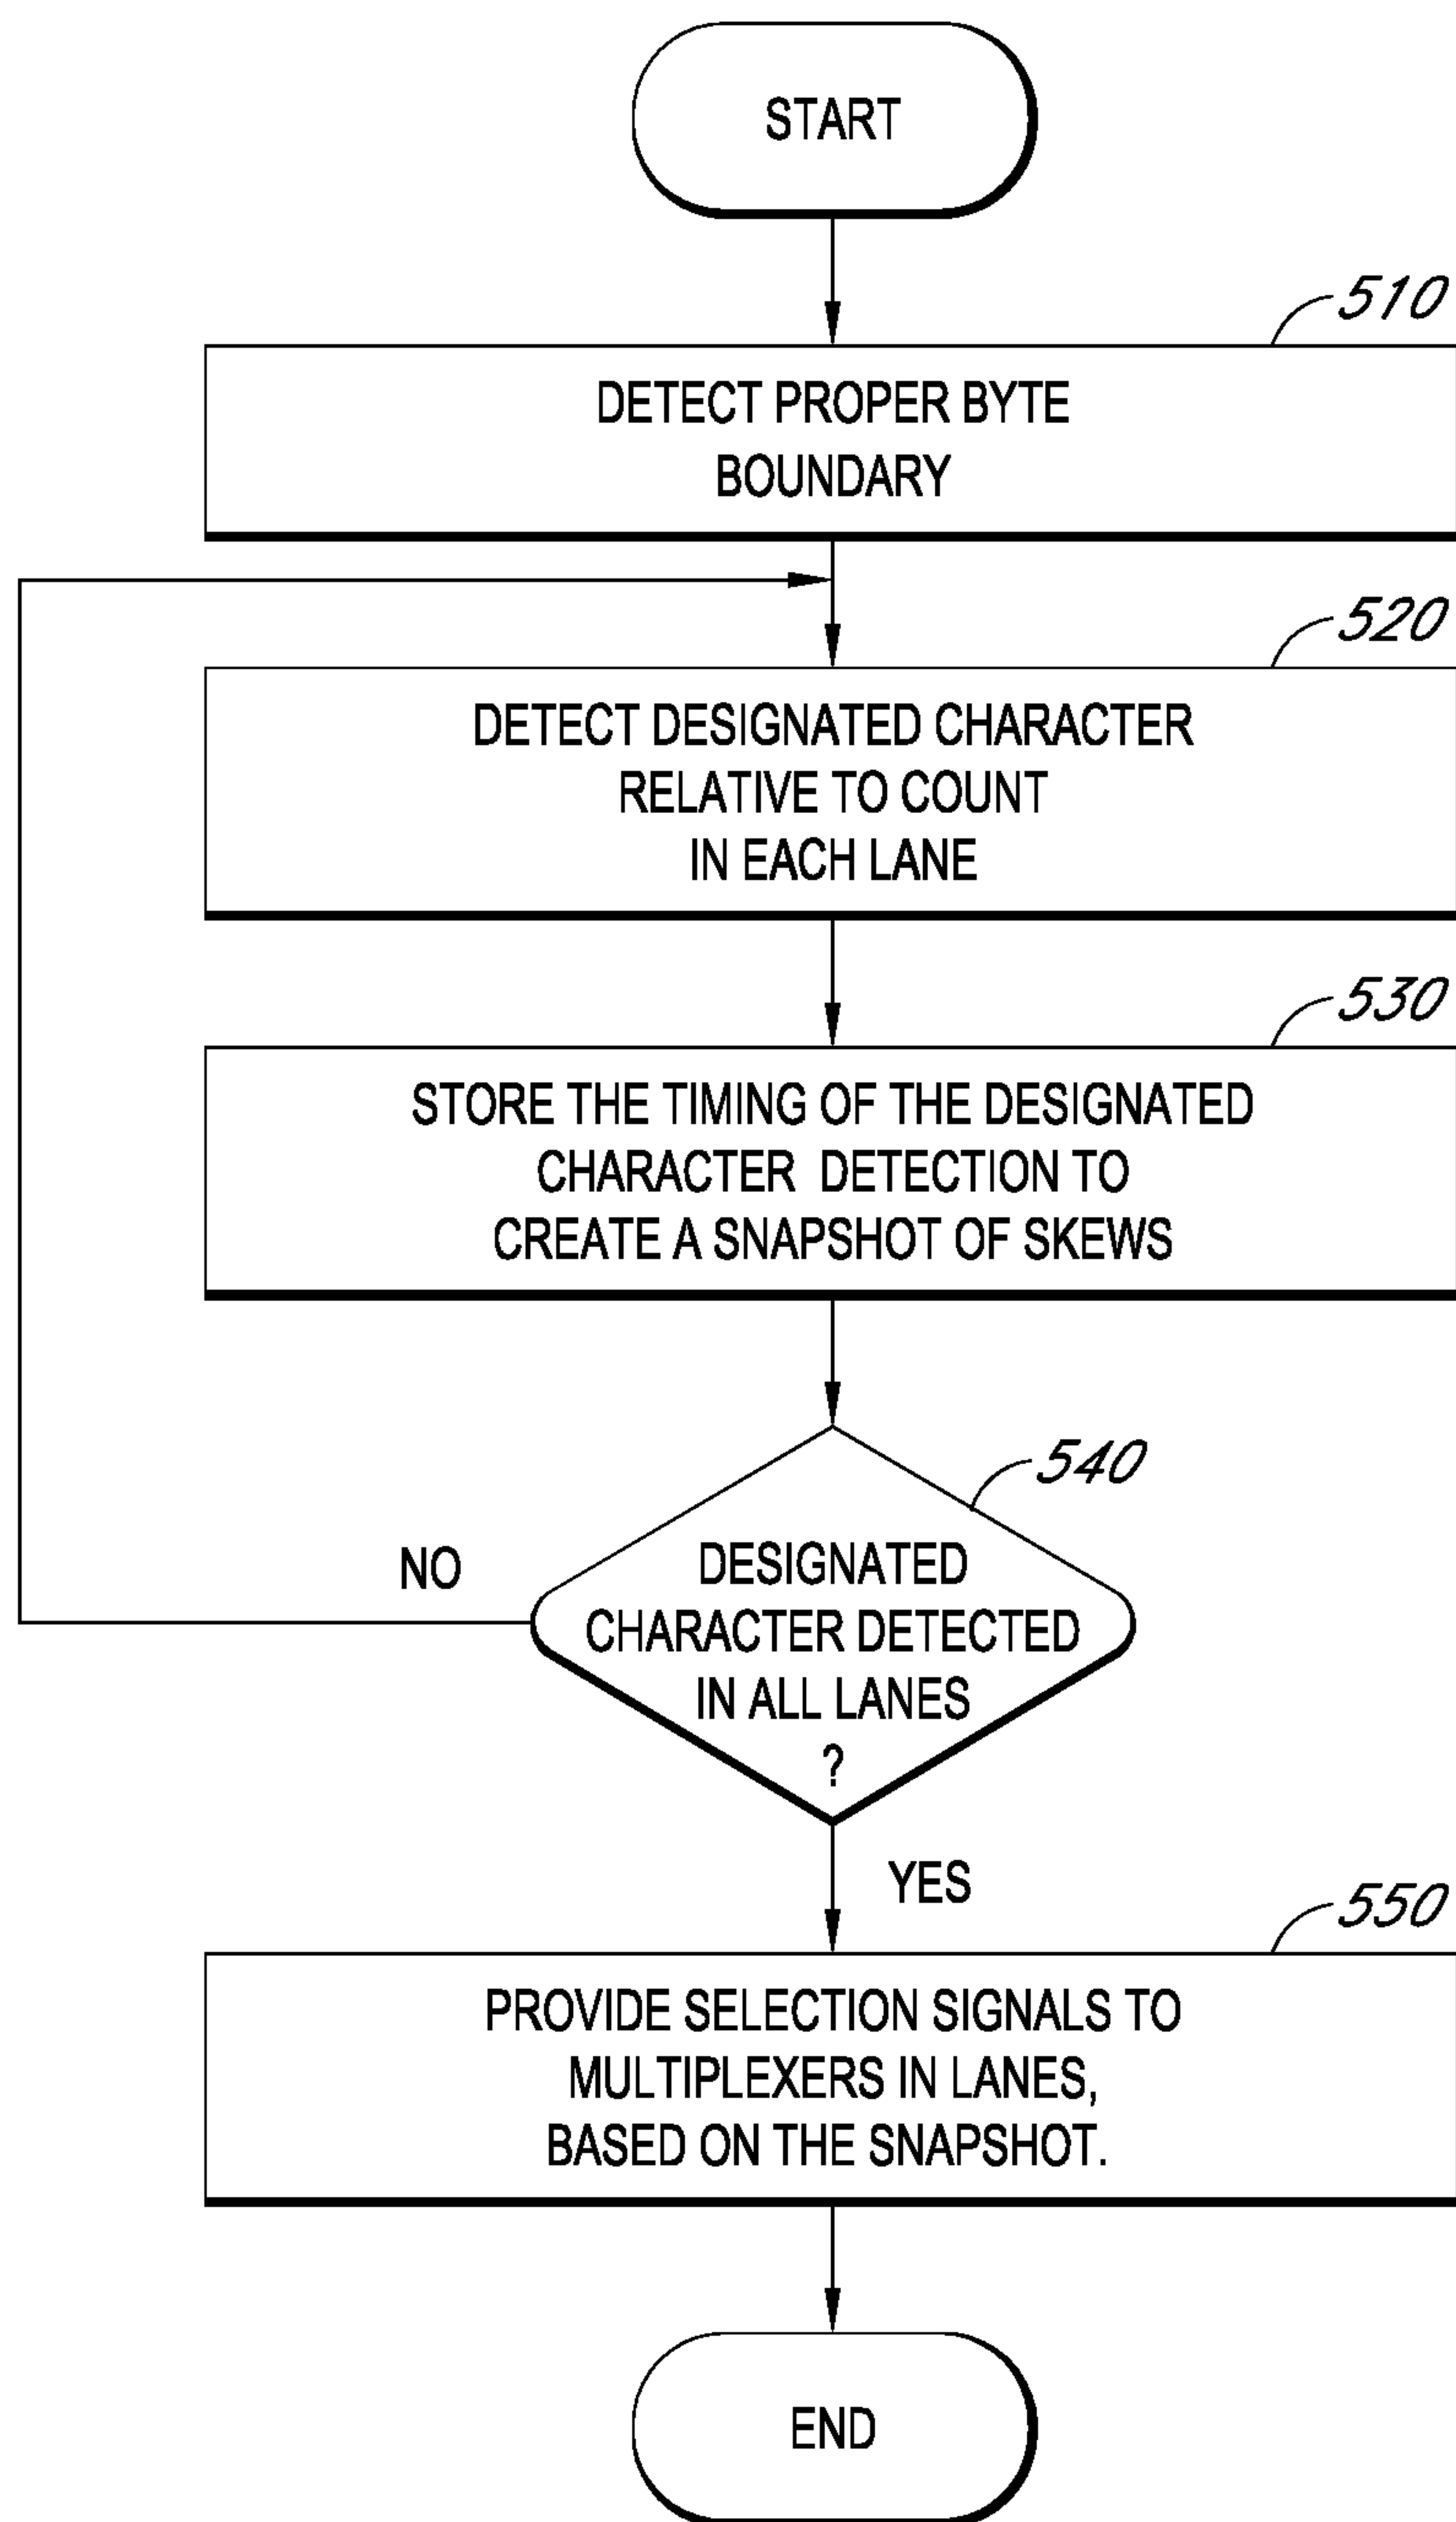 START
510
DETECT PROPER BYTE
BOUNDARY
520
DETECT DESIGNATED CHARACTER
RELATIVE TO COUNT
IN EACH LANE
530
STORE THE TIMING OF THE DESIGNATED
CHARACTER DETECTION TO
CREATE A SNAPSHOT OF SKEWS
540
DESIGNATED
CHARACTER DETECTED
IN ALL LANES
?
NO
YES
550
PROVIDE SELECTION SIGNALS TO
MULTIPLEXERS IN LANES,
BASED ON THE SNAPSHOT.
END